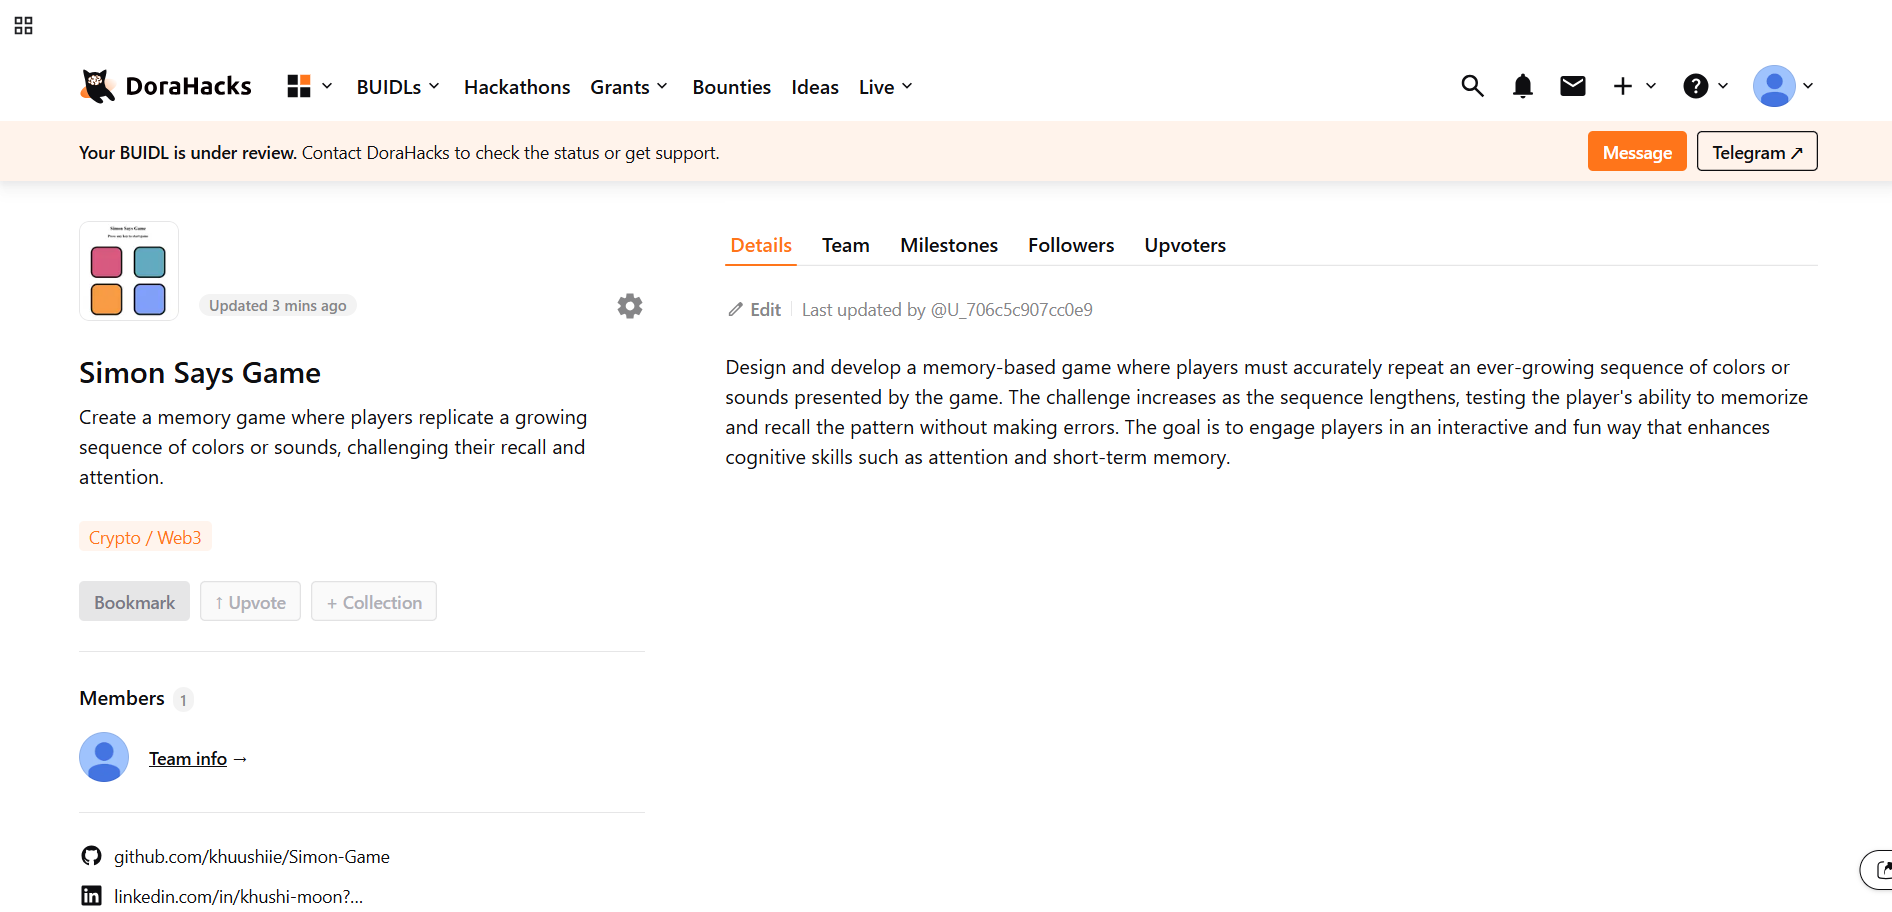 DoraHacks
BUIDLs
Hackathons
Grants
Bounties
Ideas
Live
Your BUIDL is under review. Contact DoraHacks to check the status or get support.
Message
Telegram ↗
Simon Says Game
Press any key to start game
Updated 3 mins ago
Simon Says Game
Create a memory game where players replicate a growing
sequence of colors or sounds, challenging their recall and
attention.
Crypto / Web3
Bookmark
↑ Upvote
+ Collection
Members 1
Team info →
github.com/khuushiie/Simon-Game
linkedin.com/in/khushi-moon?...
Details
Team
Milestones
Followers
Upvoters
Edit
Last updated by @U_706c5c907cc0e9
Design and develop a memory-based game where players must accurately repeat an ever-growing sequence of colors or
sounds presented by the game. The challenge increases as the sequence lengthens, testing the player's ability to memorize
and recall the pattern without making errors. The goal is to engage players in an interactive and fun way that enhances
cognitive skills such as attention and short-term memory.